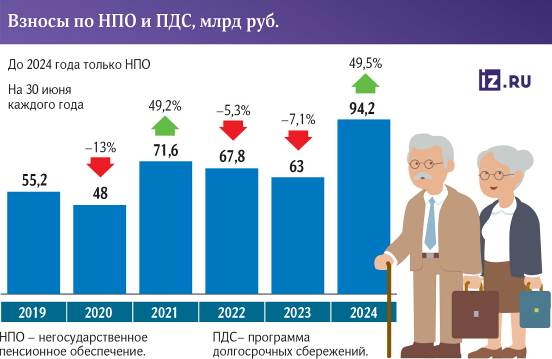 Взносы по НПО и ПДС, млрд руб.
До 2024 года только НПО
На 30 июня
каждого года
iz.RU
55,2
–13%
48
49,2%
71,6
–5,3%
67,8
–7,1%
63
49,5%
94,2
2019 2020 2021 2022 2023 2024
НПО – негосударственное
пенсионное обеспечение.
ПДС– программа
долгосрочных сбережений.